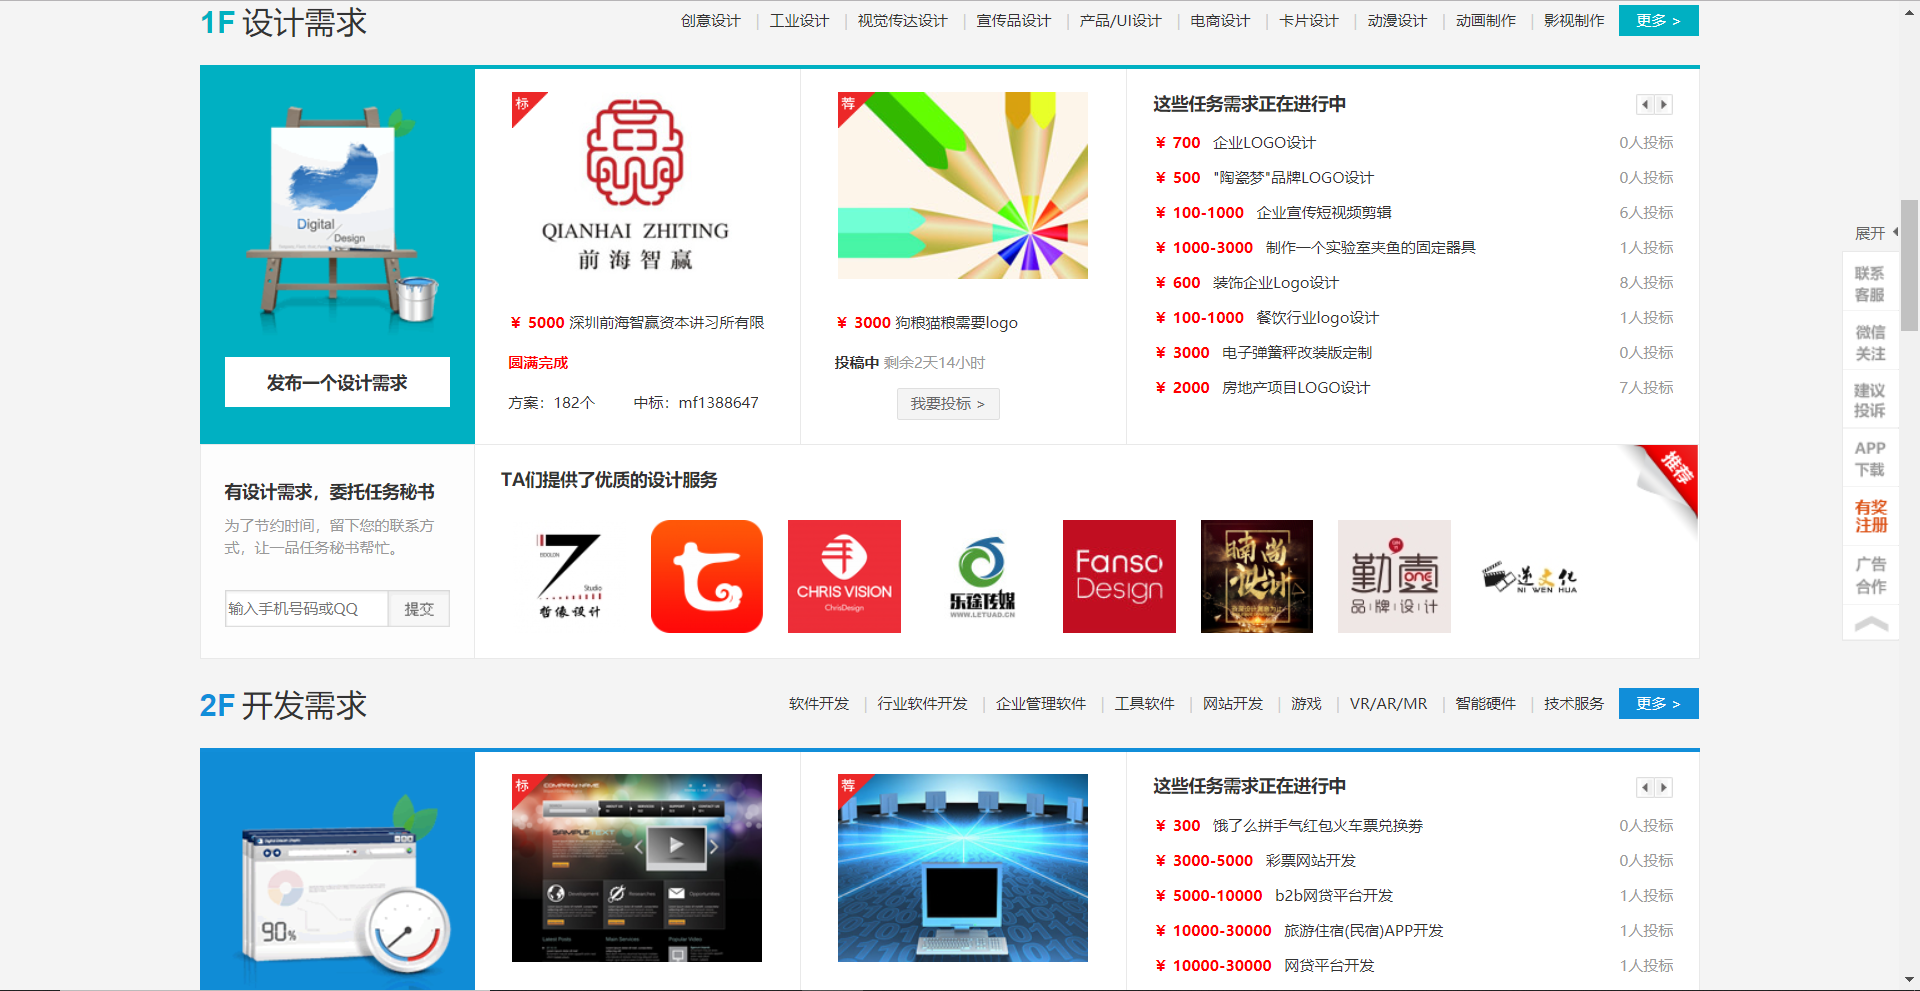 1F 设计需求
创意设计 | 工业设计 | 视觉传达设计 | 宣传品设计 | 产品/UI设计 | 电商设计 | 卡片设计 | 动漫设计 | 动画制作 | 影视制作 更多 >
Digital
Design
发布一个设计需求
标
QIANHAI ZHITING
前海智赢
¥ 5000 深圳前海智赢资本讲习所有限
圆满完成
方案：182个 中标：mf1388647
荐
¥ 3000 狗粮猫粮需要logo
投稿中 剩余2天14小时
我要投标 >
这些任务需求正在进行中
¥ 700 企业LOGO设计 0人投标
¥ 500 "陶瓷梦"品牌LOGO设计 0人投标
¥ 100-1000 企业宣传短视频剪辑 6人投标
¥ 1000-3000 制作一个实验室夹鱼的固定器具 1人投标
¥ 600 装饰企业Logo设计 8人投标
¥ 100-1000 餐饮行业logo设计 1人投标
¥ 3000 电子弹簧秤改装版定制 0人投标
¥ 2000 房地产项目LOGO设计 7人投标
有设计需求，委托任务秘书
为了节约时间，留下您的联系方
式，让一品任务秘书帮忙。
输入手机号码或QQ 提交
TA们提供了优质的设计服务
推荐
Studio
哲像设计
CHRIS VISION
ChrisDesign
乐途传媒
WWW.LETUAD.CN
Fanso
Design
勤壹
ONE
品牌设计
逆文化
NI WEN HUA
展开
联系
客服
微信
关注
建议
投诉
APP
下载
有奖
注册
广告
合作
2F 开发需求
软件开发 | 行业软件开发 | 企业管理软件 | 工具软件 | 网站开发 | 游戏 | VR/AR/MR | 智能硬件 | 技术服务 更多 >
90%
标
COMPANY NAME
SAMPLE TEXT
Development
Researches
Opportunities
Latest Posts
Main Services
Popular Video
荐
这些任务需求正在进行中
¥ 300 饿了么拼手气红包火车票兑换劵 0人投标
¥ 3000-5000 彩票网站开发 0人投标
¥ 5000-10000 b2b网贷平台开发 1人投标
¥ 10000-30000 旅游住宿(民宿)APP开发 1人投标
¥ 10000-30000 网贷平台开发 1人投标